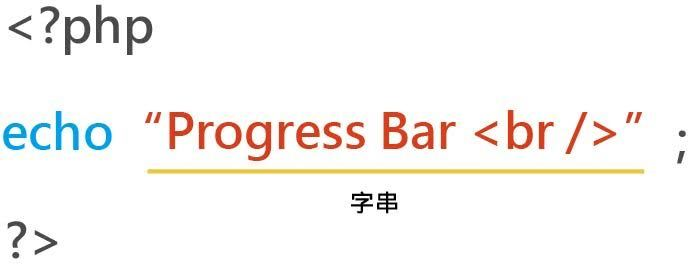 <?php
echo “Progress Bar <br />” ;
字串
?>